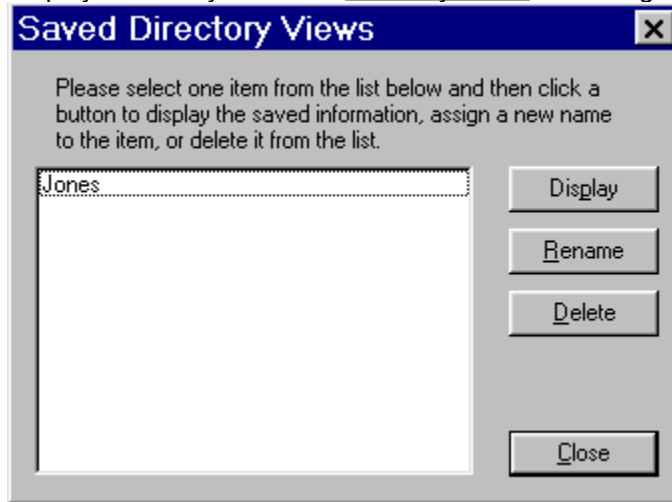 Saved Directory Views
Please select one item from the list below and then click a
button to display the saved information, assign a new name
to the item, or delete it from the list.
Jones
Display
Rename
Delete
Close